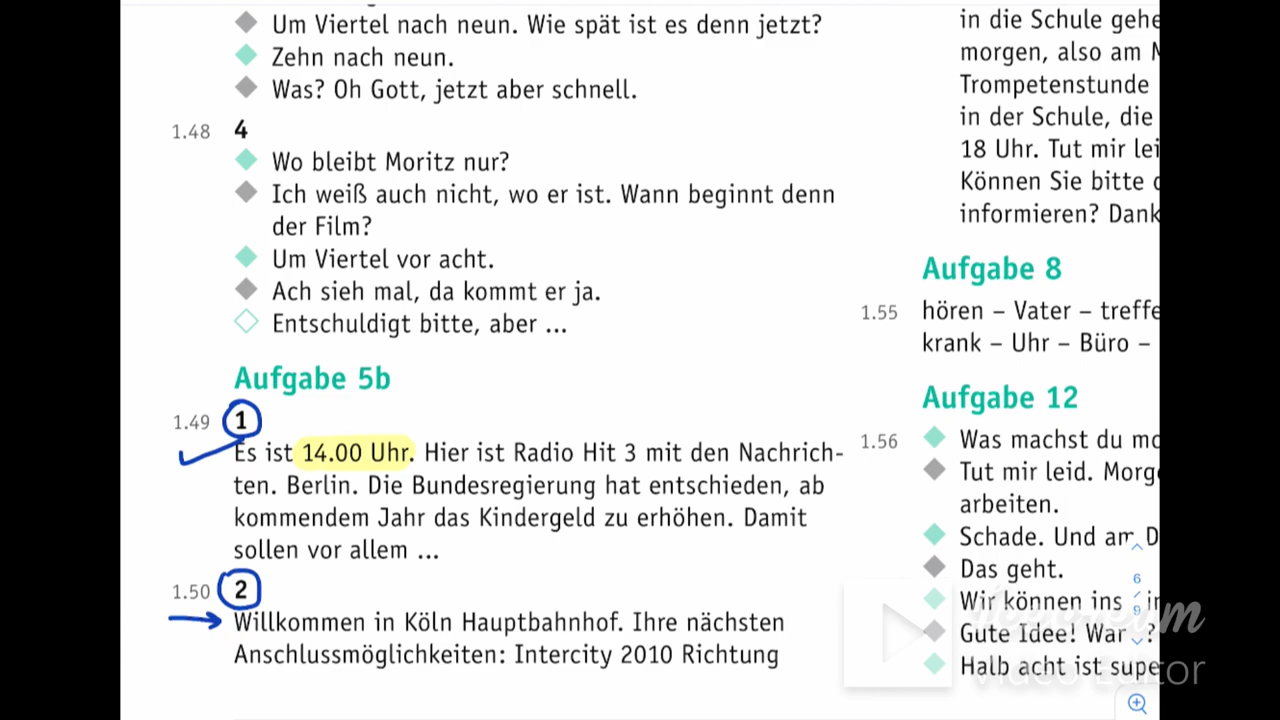 Um Viertel nach neun. Wie spät ist es denn jetzt?
Zehn nach neun.
Was? Oh Gott, jetzt aber schnell.
1.48 4
Wo bleibt Moritz nur?
Ich weiß auch nicht, wo er ist. Wann beginnt denn
der Film?
Um Viertel vor acht.
Ach sieh mal, da kommt er ja.
Entschuldigt bitte, aber ...
Aufgabe 5b
1.49 1
Es ist 14.00 Uhr. Hier ist Radio Hit 3 mit den Nachrich-
ten. Berlin. Die Bundesregierung hat entschieden, ab
kommendem Jahr das Kindergeld zu erhöhen. Damit
sollen vor allem ...
1.50 2
Willkommen in Köln Hauptbahnhof. Ihre nächsten
Anschlussmöglichkeiten: Intercity 2010 Richtung
in die Schule gehe
morgen, also am
Trompetenstunde
in der Schule, die
18 Uhr. Tut mir lei
Können Sie bitte
informieren? Dank
Aufgabe 8
1.55 hören – Vater – treffe
krank – Uhr – Büro –
Aufgabe 12
1.56 Was machst du mo
Tut mir leid. Morge
arbeiten.
Schade. Und am D
Das geht.
Wir können ins
Gute Idee! Wan ?
Halb acht ist supe
6
9
Icecream
Video Editor